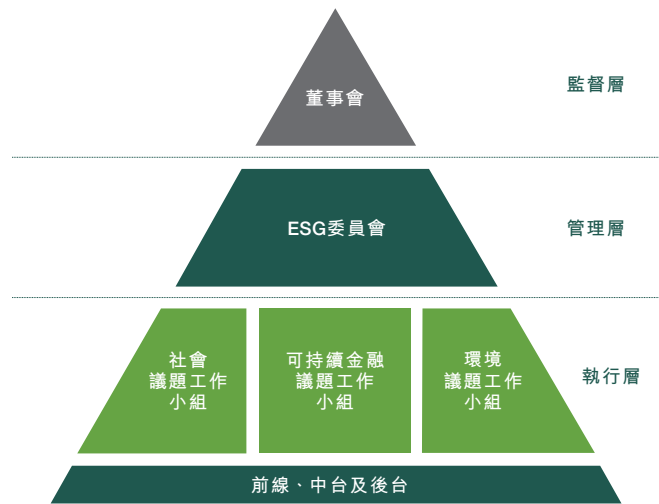 董事會
監督層
ESG委員會
管理層
社會
議題工作
小組
可持續金融
議題工作
小組
環境
議題工作
小組
執行層
前線、中台及後台